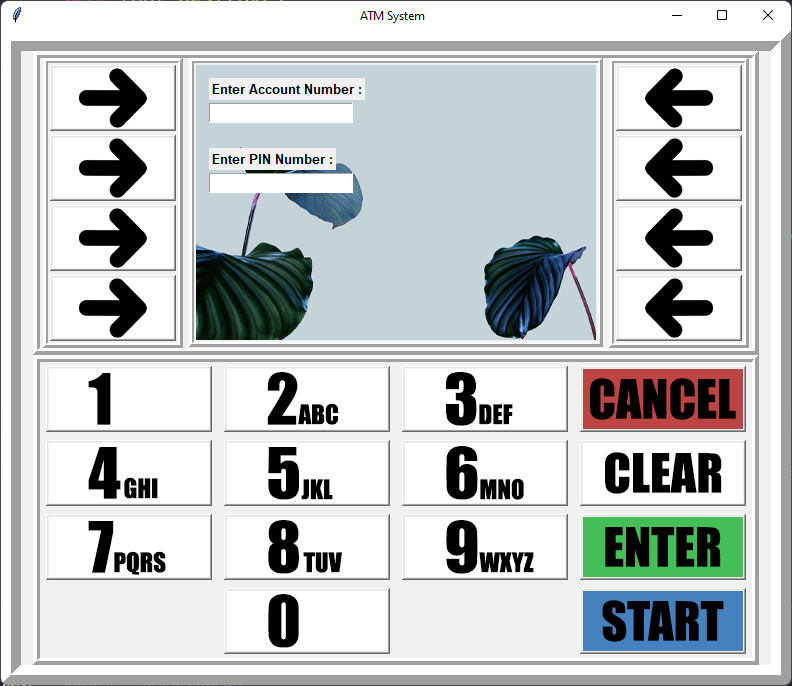 ATM System
Enter Account Number :
Enter PIN Number :
1
2ABC
3DEF
CANCEL
4GHI
5JKL
6MNO
CLEAR
7PQRS
8TUV
9WXYZ
ENTER
0
START